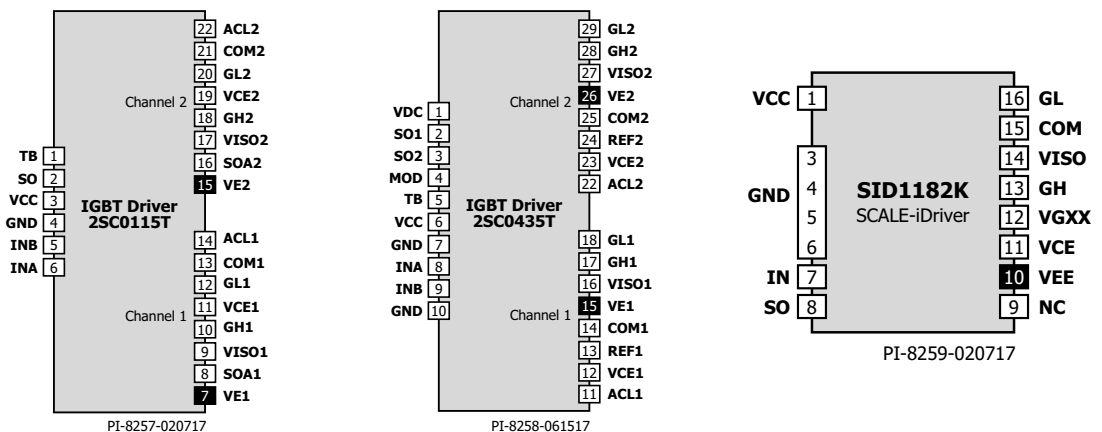 22 ACL2
21 COM2
20 GL2
Channel 2
19 VCE2
18 GH2
17 VISO2
16 SOA2
15 VE2
TB 1
SO 2
VCC 3
GND 4
INB 5
INA 6
IGBT Driver
2SC0115T
14 ACL1
13 COM1
12 GL1
11 VCE1
Channel 1
10 GH1
9 VISO1
8 SOA1
7 VE1
PI-8257-020717
29 GL2
28 GH2
27 VISO2
Channel 2
26 VE2
25 COM2
24 REF2
23 VCE2
22 ACL2
VDC 1
SO1 2
SO2 3
MOD 4
TB 5
VCC 6
GND 7
INA 8
INB 9
GND 10
IGBT Driver
2SC0435T
18 GL1
17 GH1
16 VISO1
15 VE1
Channel 1
14 COM1
13 REF1
12 VCE1
11 ACL1
PI-8258-061517
VCC 1
3
GND 4
5
6
IN 7
SO 8
SID1182K
SCALE-iDriver
16 GL
15 COM
14 VISO
13 GH
12 VGXX
11 VCE
10 VEE
9 NC
PI-8259-020717